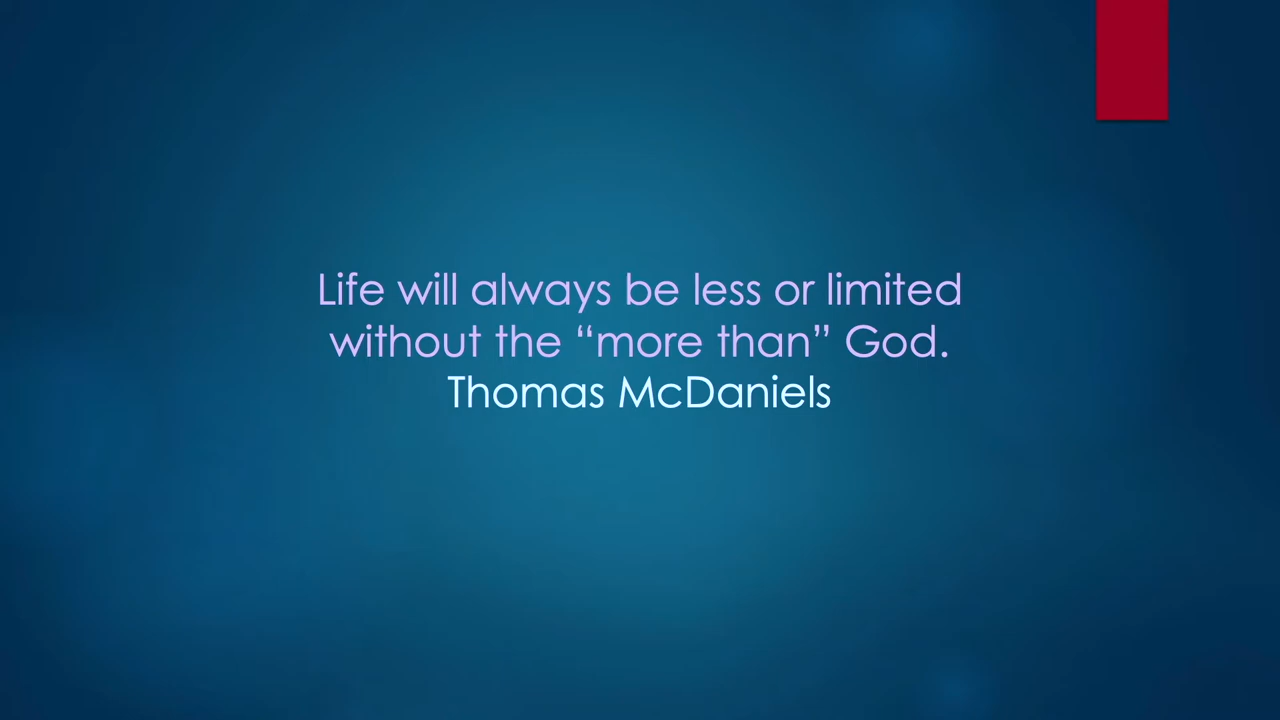 Life will always be less or limited
without the “more than” God.
Thomas McDaniels